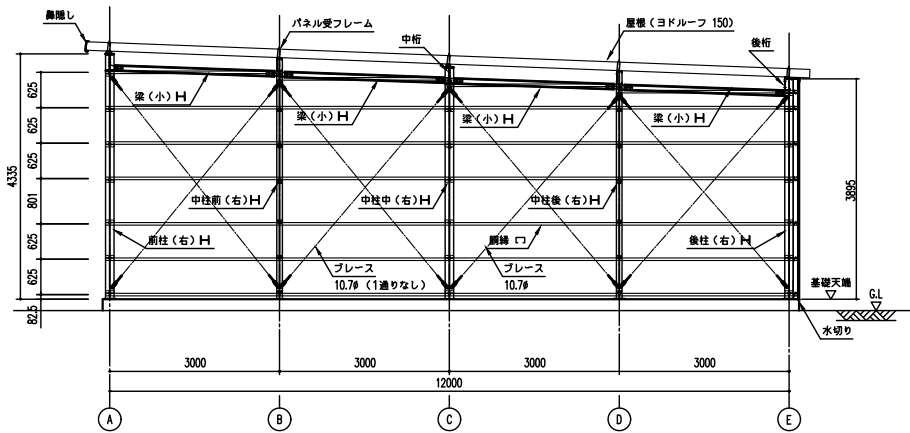 鼻隠し
パネル受フレーム
中桁
屋根(ヨドルーフ 150)
後桁
梁(小)H
梁(小)H
梁(小)H
梁(小)H
625
625
625
801
625
625
82.5
4335
3895
中柱前(右)H
中柱中(右)H
中柱後(右)H
前柱(右)H
胴縁
後柱(右)H
ブレース
10.7φ (1通りなし)
ブレース
10.7φ
基礎天端
G.L
水切り
3000
3000
3000
3000
12000
A
B
C
D
E